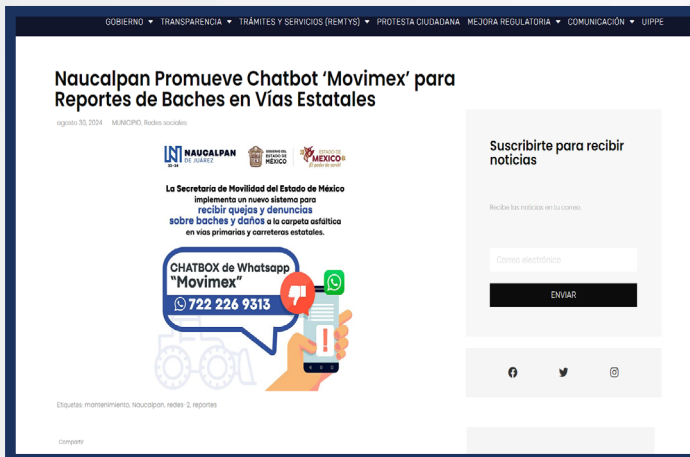 GOBIERNO TRANSPARENCIA TRÁMITES Y SERVICIOS (REMTYS) PROTESTA CIUDADANA MEJORA REGULATORIA COMUNICACIÓN UIPPE
Naucalpan Promueve Chatbot ‘Movimex’ para
Reportes de Baches en Vías Estatales
agosto 30, 2024 MUNICIPIO, Redes sociales
NAUCALPAN
DE JUÁREZ
GOBIERNO DEL
ESTADO DE
MÉXICO
ESTADO DE
MÉXICO
¡El poder de servir!
La Secretaría de Movilidad del Estado de México
implementa un nuevo sistema para
recibir quejas y denuncias
sobre baches y daños a la carpeta asfáltica
en vías primarias y carreteras estatales.
CHATBOX de Whatsapp
"Movimex"
722 226 9313
Etiquetas: mantenimiento, Naucalpan, redes-2, reportes
Compartir
Suscribirte para recibir
noticias
Recibe las noticias en tu correo.
Correo electrónico
ENVIAR